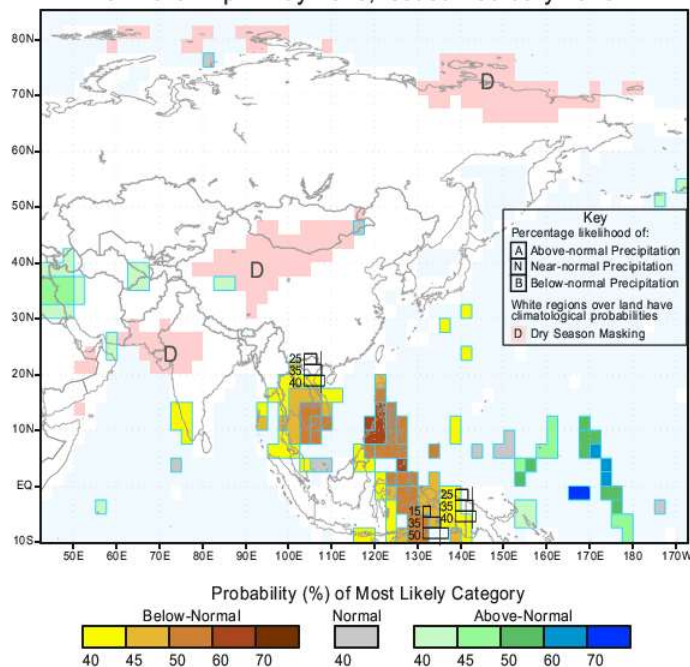 80N
70N
60N
50N
40N
30N
20N
10N
EQ
10S
D
D
D
25
35
40
25
35
40
15
35
50
Key
Percentage likelihood of:
A Above-normal Precipitation
N Near-normal Precipitation
B Below-normal Precipitation
White regions over land have
climatological probabilities
D Dry Season Masking
50E 60E 70E 80E 90E 100E 110E 120E 130E 140E 150E 160E 170E 180 170W
Probability (%) of Most Likely Category
Below-Normal Normal Above-Normal
40 45 50 60 70 40 40 45 50 60 70